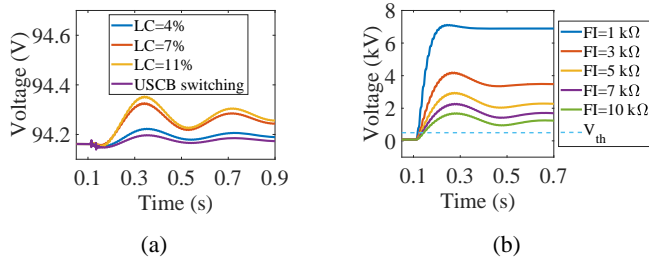 Voltage (V)
94.6
94.4
94.2
LC=4%
LC=7%
LC=11%
USCB switching
0.1 0.3 0.5 0.7 0.9
Time (s)
(a)
Voltage (kV)
8
6
4
2
0
0.1 0.3 0.5 0.7
Time (s)
FI=1 kΩ
FI=3 kΩ
FI=5 kΩ
FI=7 kΩ
FI=10 kΩ
V_th
(b)